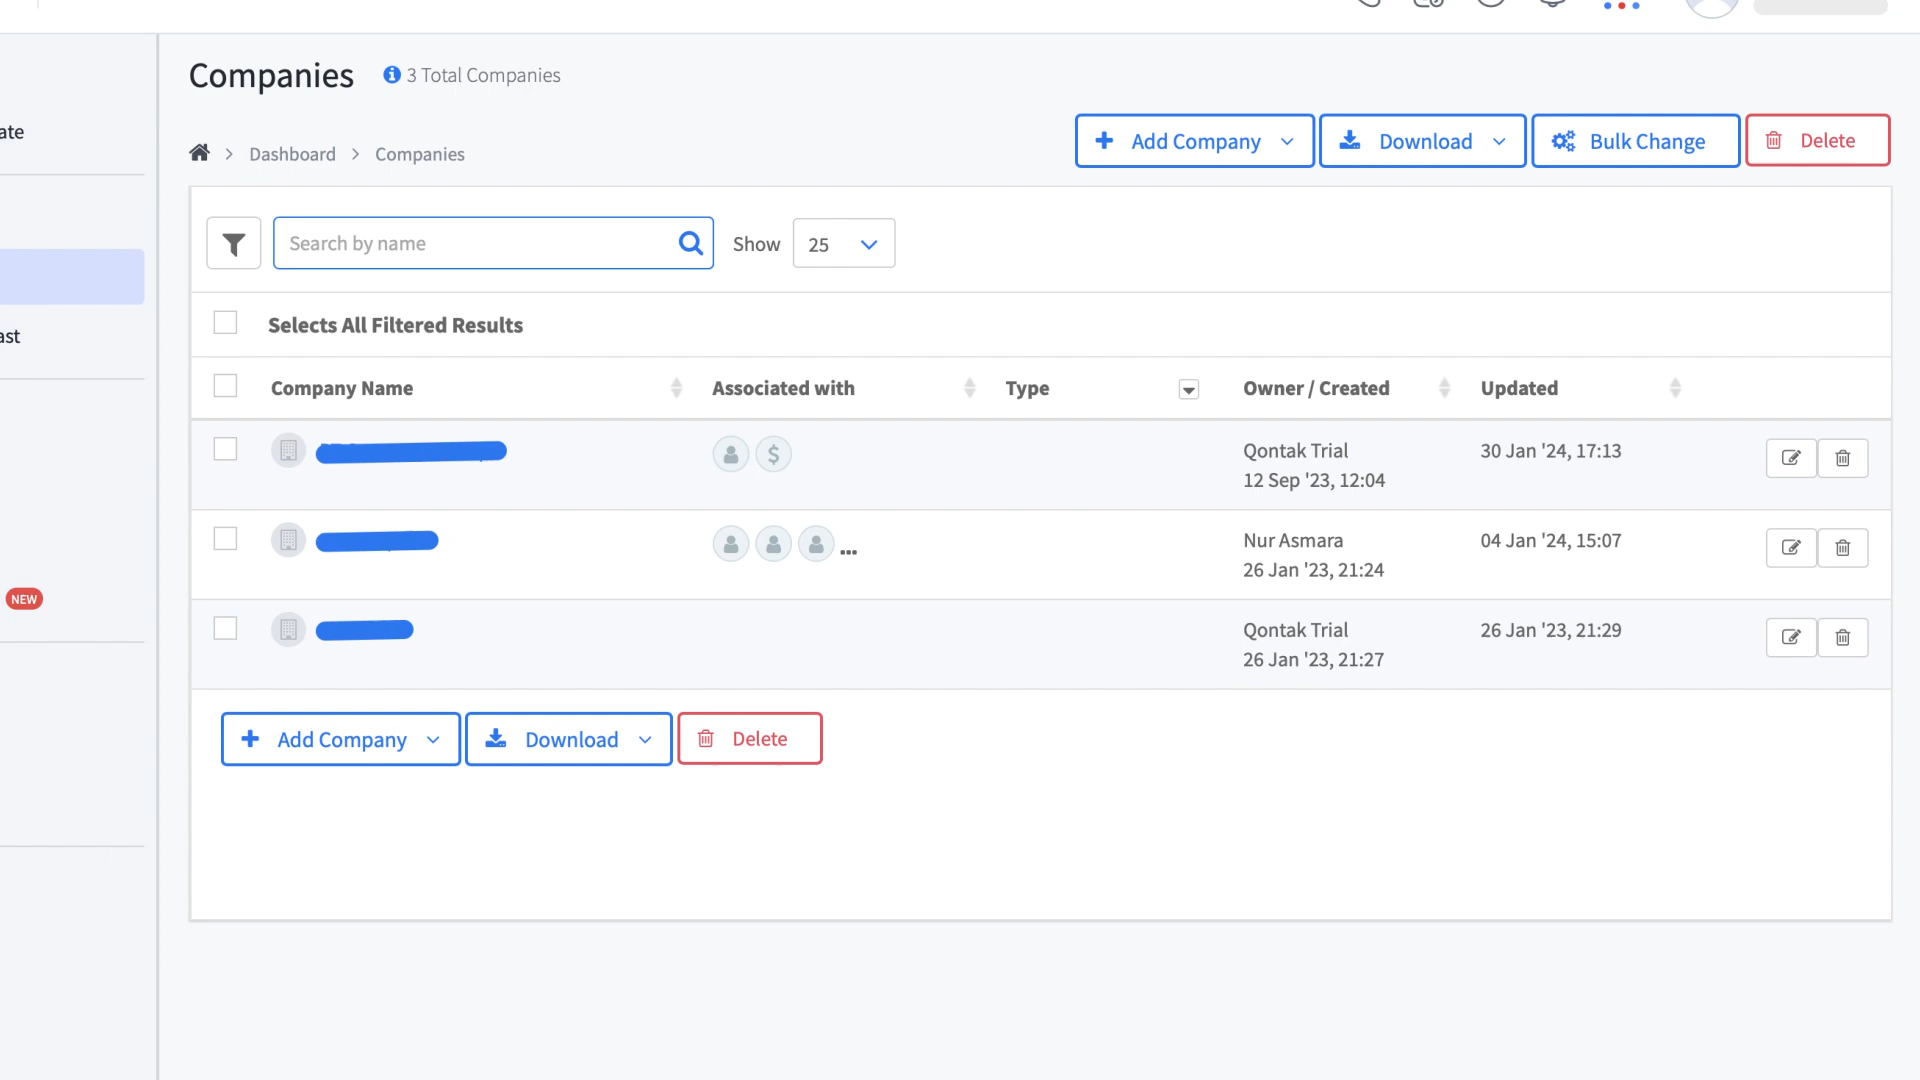 Companies
3 Total Companies
Add Company
Download
Bulk Change
Delete
ate
Dashboard
Companies
Search by name
Show
25
Selects All Filtered Results
ast
Company Name
Associated with
Type
Owner / Created
Updated
$
Qontak Trial
30 Jan '24, 17:13
12 Sep '23, 12:04
...
Nur Asmara
04 Jan '24, 15:07
26 Jan '23, 21:24
NEW
Qontak Trial
26 Jan '23, 21:29
26 Jan '23, 21:27
Add Company
Download
Delete